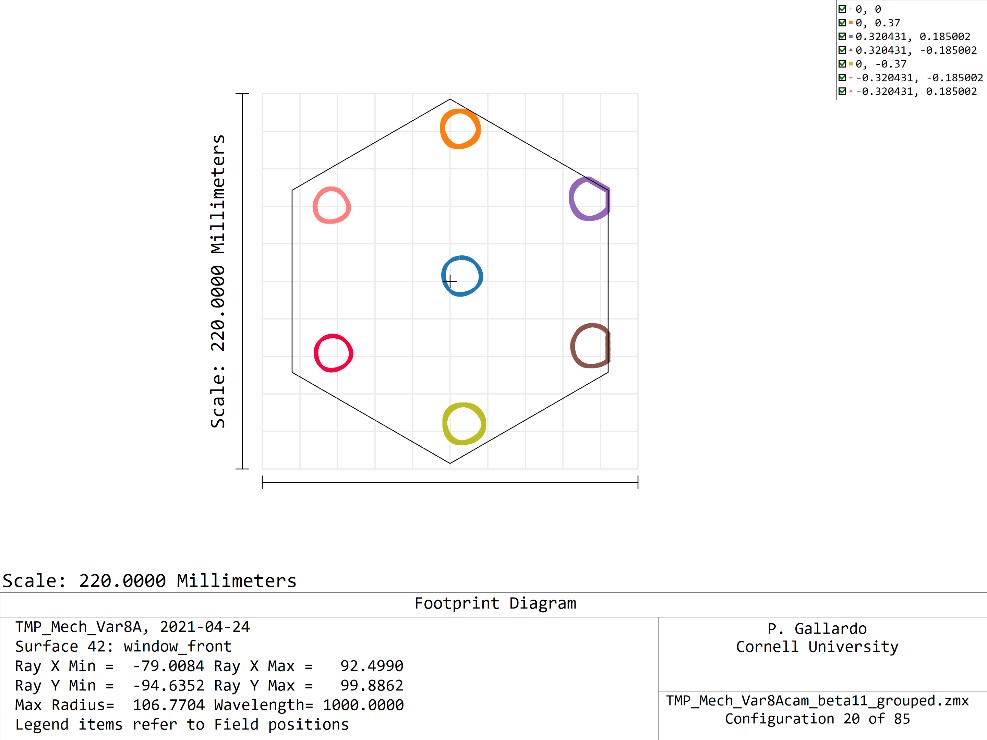 0, 0
0, 0.37
0.320431, 0.185002
0.320431, -0.185002
0, -0.37
-0.320431, -0.185002
-0.320431, 0.185002
Scale: 220.0000 Millimeters
Scale: 220.0000 Millimeters
Footprint Diagram
TMP_Mech_Var8A, 2021-04-24
Surface 42: window_front
Ray X Min = -79.0084 Ray X Max = 92.4990
Ray Y Min = -94.6352 Ray Y Max = 99.8862
Max Radius= 106.7704 Wavelength= 1000.0000
Legend items refer to Field positions
P. Gallardo
Cornell University
TMP_Mech_Var8Acam_beta11_grouped.zmx
Configuration 20 of 85